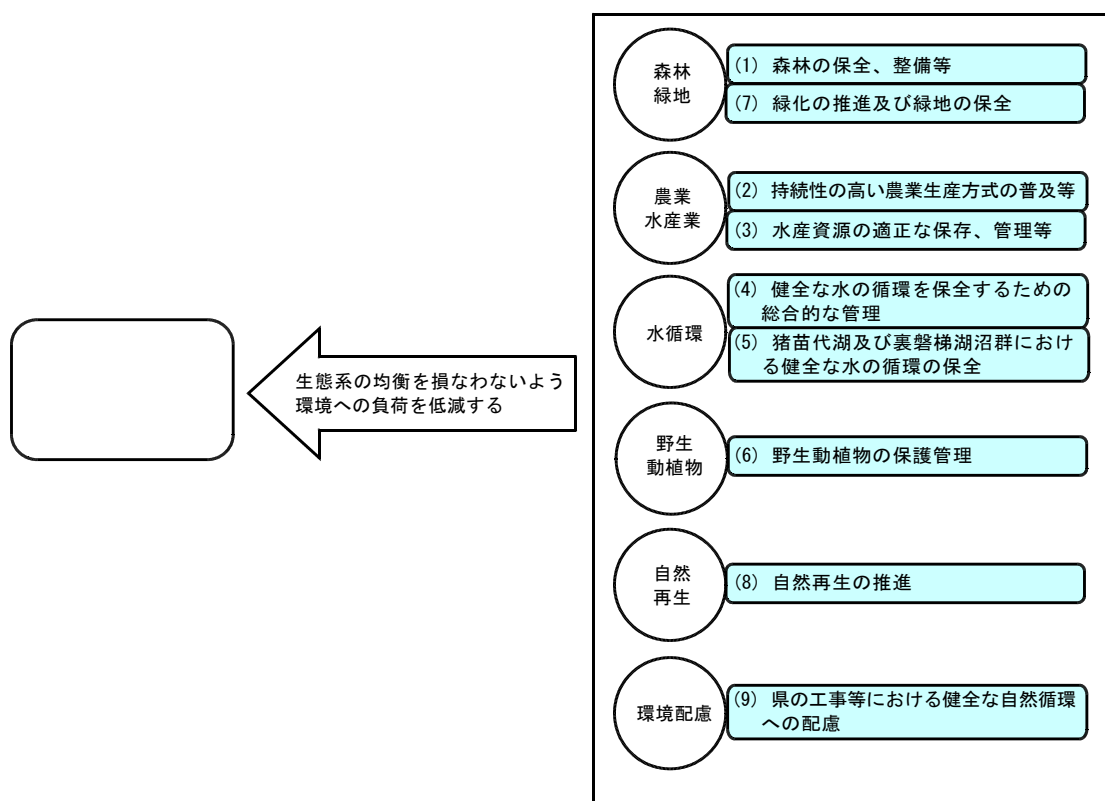 森林
緑地
(1) 森林の保全、整備等
(7) 緑化の推進及び緑地の保全
農業
水産業
(2) 持続性の高い農業生産方式の普及等
(3) 水産資源の適正な保存、管理等
水循環
(4) 健全な水の循環を保全するための
総合的な管理
(5) 猪苗代湖及び裏磐梯湖沼群におけ
る健全な水の循環の保全
生態系の均衡を損なわないよう
環境への負荷を低減する
野生
動植物
(6) 野生動植物の保護管理
自然
再生
(8) 自然再生の推進
環境配慮
(9) 県の工事等における健全な自然循環
への配慮